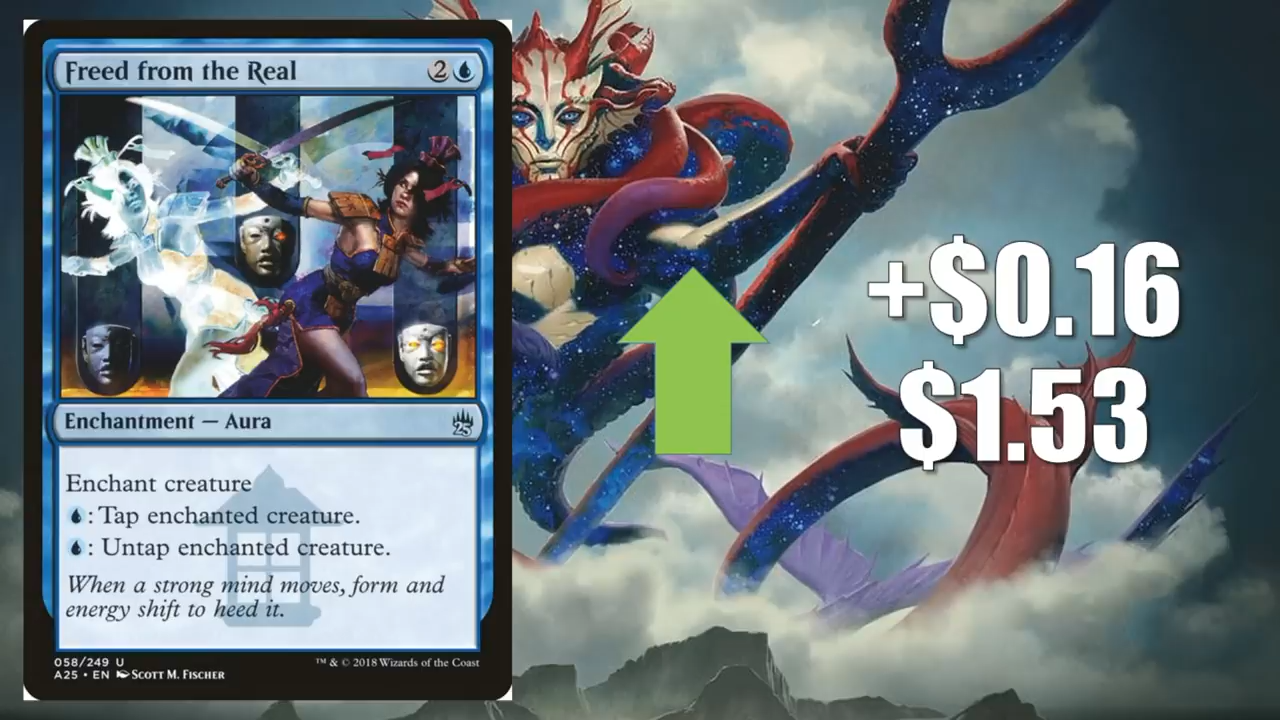 Freed from the Real 2
Enchantment — Aura
25
Enchant creature
: Tap enchanted creature.
: Untap enchanted creature.
When a strong mind moves, form and
energy shift to heed it.
058/249 U
A25 • EN Scott M. Fischer
™ & © 2018 Wizards of the Coast
+$0.16
$1.53